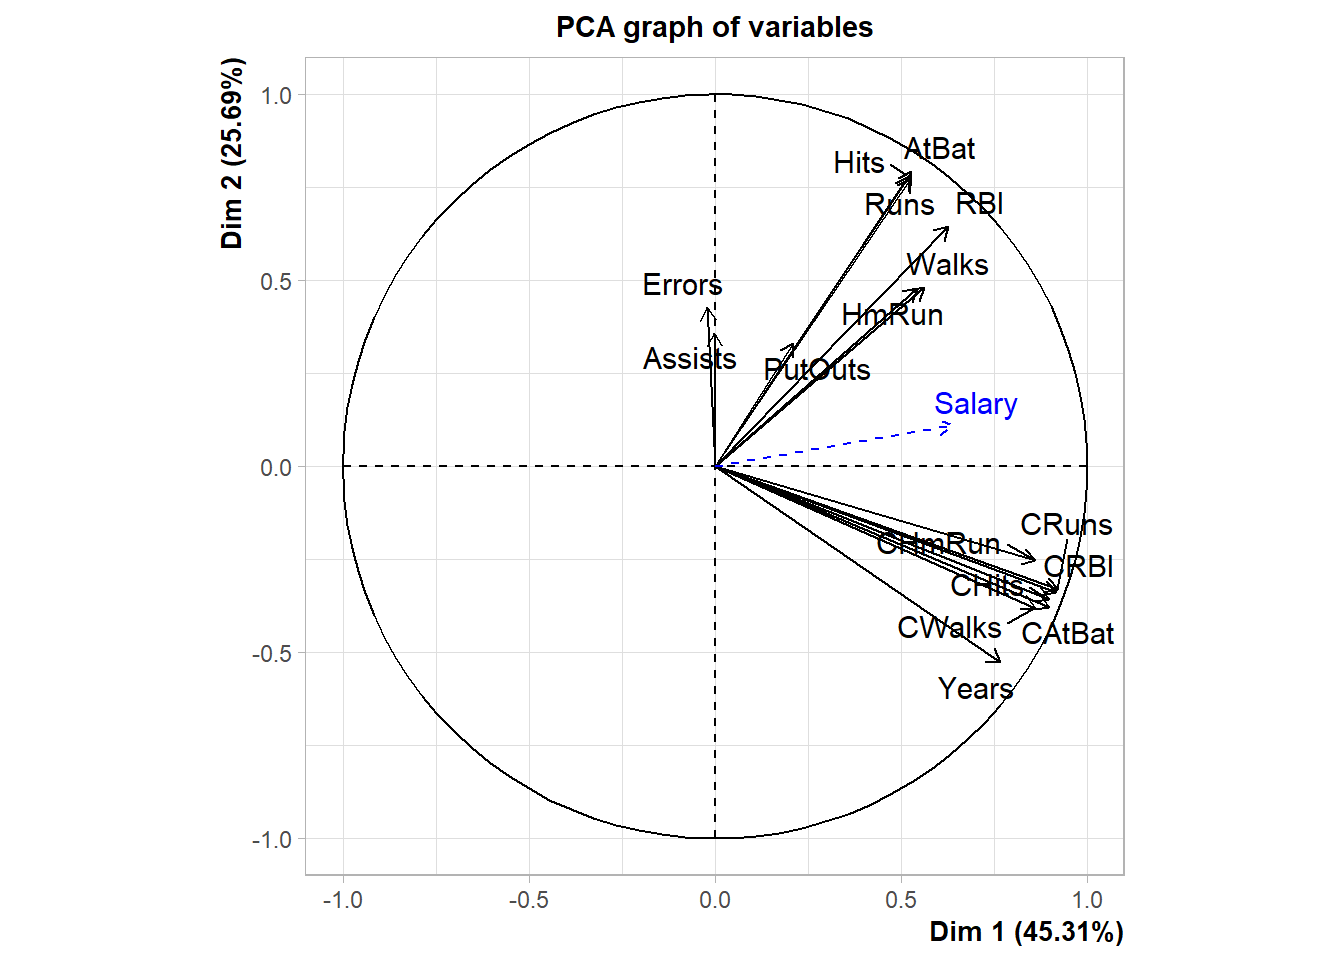 PCA graph of variables
Dim 2 (25.69%)
1.0
0.5
0.0
-0.5
-1.0
AtBat
Hits
Runs
RBI
Walks
Errors
HmRun
Assists
PutOuts
Salary
CRuns
CHmRun
CRBI
CHits
CWalks
CAtBat
Years
-1.0
-0.5
0.0
0.5
1.0
Dim 1 (45.31%)